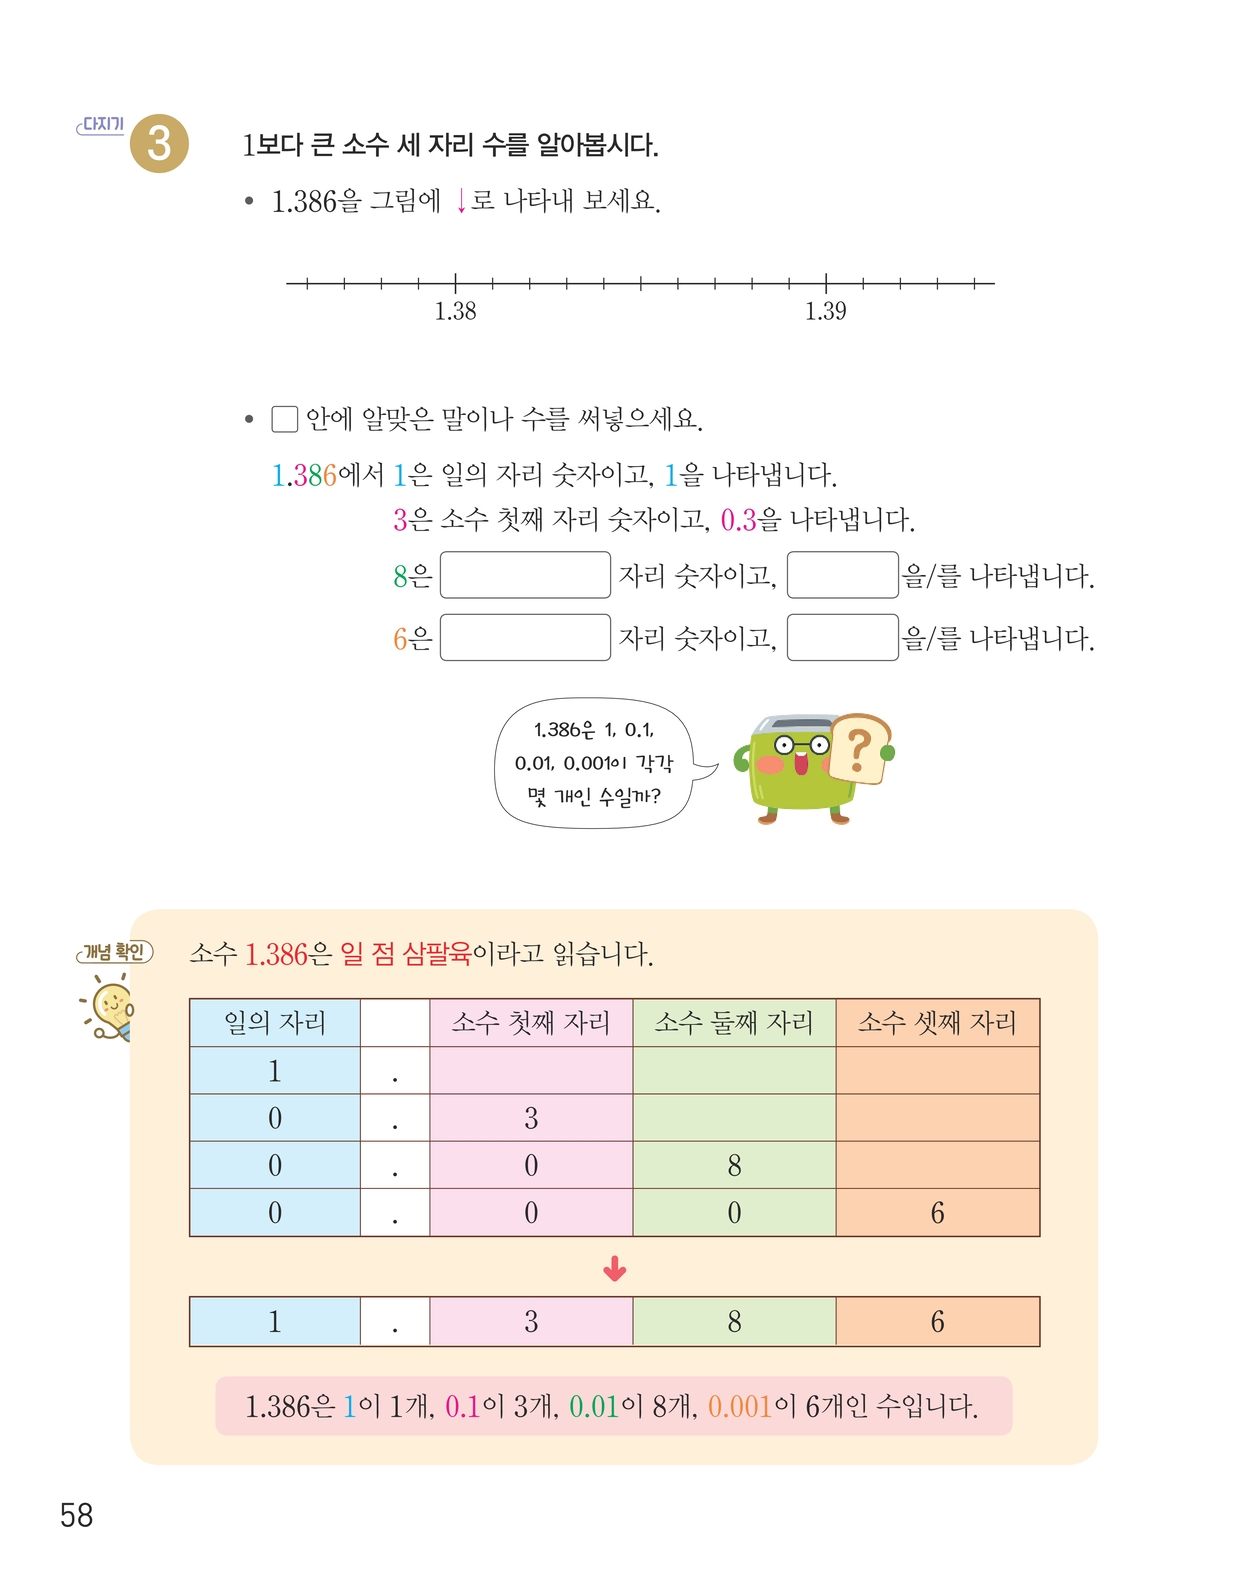 다지기
3
1보다 큰 소수 세 자리 수를 알아봅시다.
• 1.386을 그림에 ↓로 나타내 보세요.
1.38 1.39
• □ 안에 알맞은 말이나 수를 써넣으세요.
1.386에서 1은 일의 자리 숫자이고, 1을 나타냅니다.
3은 소수 첫째 자리 숫자이고, 0.3을 나타냅니다.
8은 자리 숫자이고, 을/를 나타냅니다.
6은 자리 숫자이고, 을/를 나타냅니다.
1.386은 1, 0.1,
0.01, 0.001이 각각
몇 개인 수일까?
?
개념 확인
소수 1.386은 일 점 삼팔육이라고 읽습니다.
일의 자리 소수 첫째 자리 소수 둘째 자리 소수 셋째 자리
1 .
0 . 3
0 . 0 8
0 . 0 0 6
1 . 3 8 6
1.386은 1이 1개, 0.1이 3개, 0.01이 8개, 0.001이 6개인 수입니다.
58